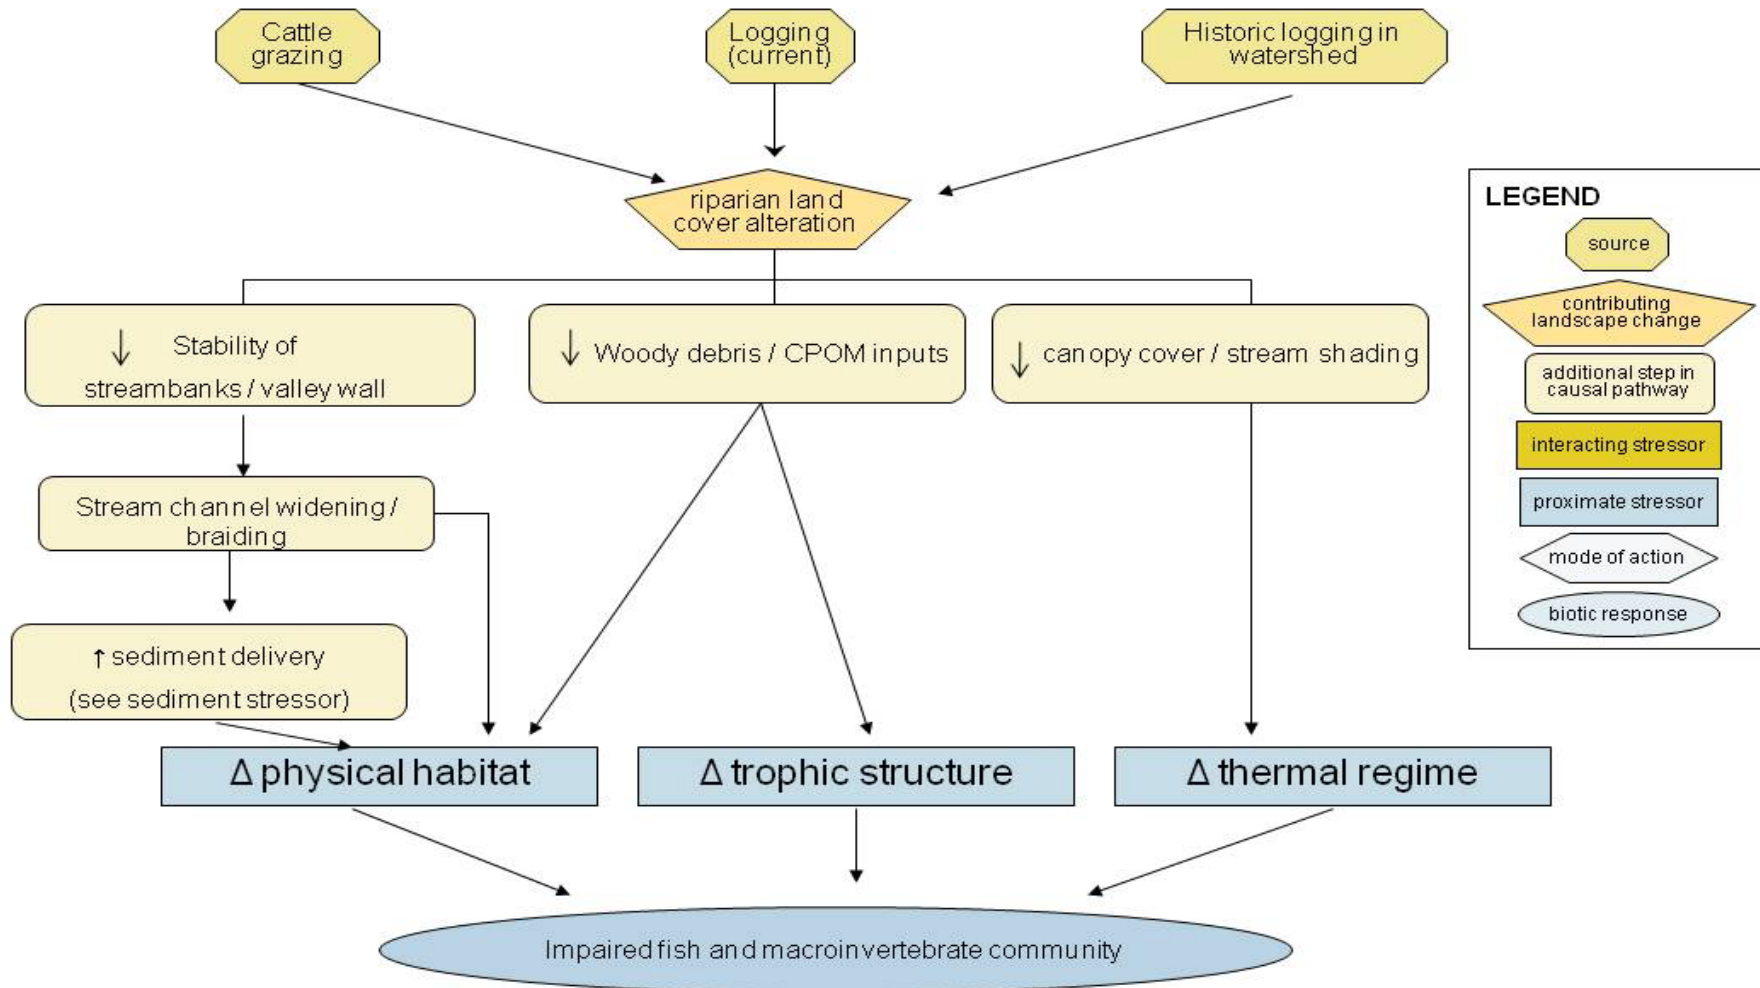 Cattle
grazing
Logging
(current)
Historic logging in
watershed
riparian land
cover alteration
↓ Stability of
streambanks / valley wall
↓ Woody debris / CPOM inputs
↓ canopy cover / stream shading
Stream channel widening /
braiding
↑ sediment delivery
(see sediment stressor)
Δ physical habitat
Δ trophic structure
Δ thermal regime
Impaired fish and macroinvertebrate community
LEGEND
source
contributing
landscape change
additional step in
causal pathway
interacting stressor
proximate stressor
mode of action
biotic response